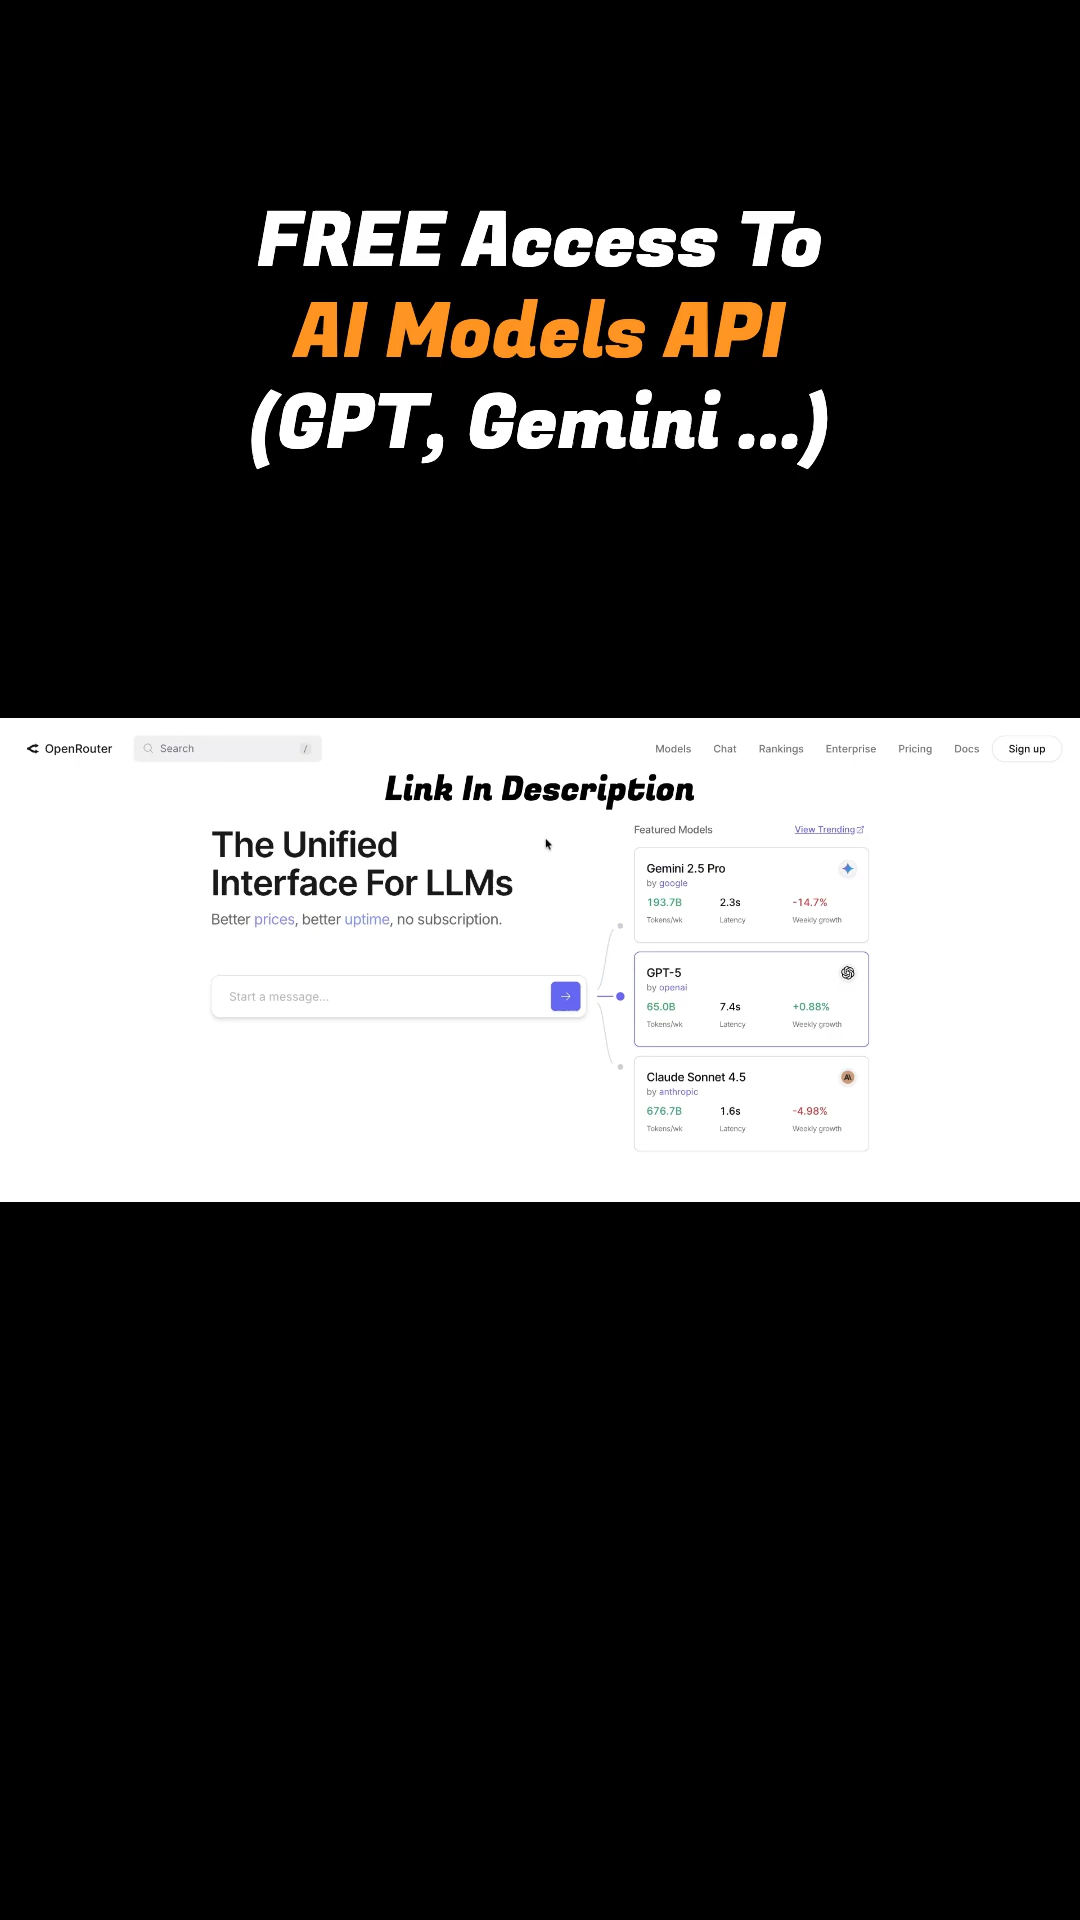 FREE Access To
AI Models API
(GPT, Gemini ...)
OpenRouter
Search
/
Models
Chat
Rankings
Enterprise
Pricing
Docs
Sign up
Link In Description
The Unified
Interface For LLMs
Better prices, better uptime, no subscription.
Start a message...
Featured Models
View Trending
Gemini 2.5 Pro
by google
193.7B 2.3s -14.7%
Tokens/wk Latency Weekly growth
GPT-5
by openai
65.0B 7.4s +0.88%
Tokens/wk Latency Weekly growth
Claude Sonnet 4.5
by anthropic
676.7B 1.6s -4.98%
Tokens/wk Latency Weekly growth